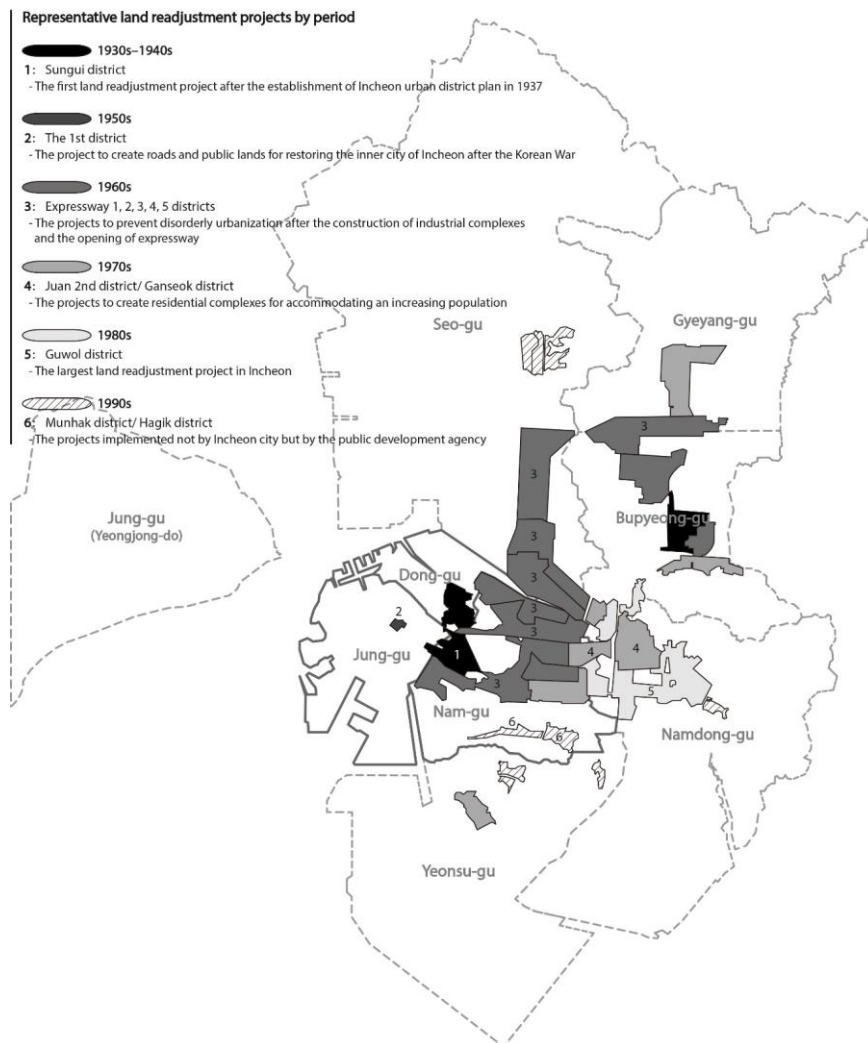 Representative land readjustment projects by period
1930s–1940s
1: Sungui district
- The first land readjustment project after the establishment of Incheon urban district plan in 1937
1950s
2: The 1st district
- The project to create roads and public lands for restoring the inner city of Incheon after the Korean War
1960s
3: Expressway 1, 2, 3, 4, 5 districts
- The projects to prevent disorderly urbanization after the construction of industrial complexes
and the opening of expressway
1970s
4: Juan 2nd district/ Ganseok district
- The projects to create residential complexes for accommodating an increasing population
1980s
5: Guwol district
- The largest land readjustment project in Incheon
1990s
6: Munhak district/ Hagik district
- The projects implemented not by Incheon city but by the public development agency
Seo-gu
Gyeyang-gu
3
3
Jung-gu
(Yeongjong-do)
Bupyeong-gu
3
Dong-gu
3
2
3
3
Jung-gu
1
4
4
3
5
Nam-gu
6
6
Namdong-gu
Yeonsu-gu